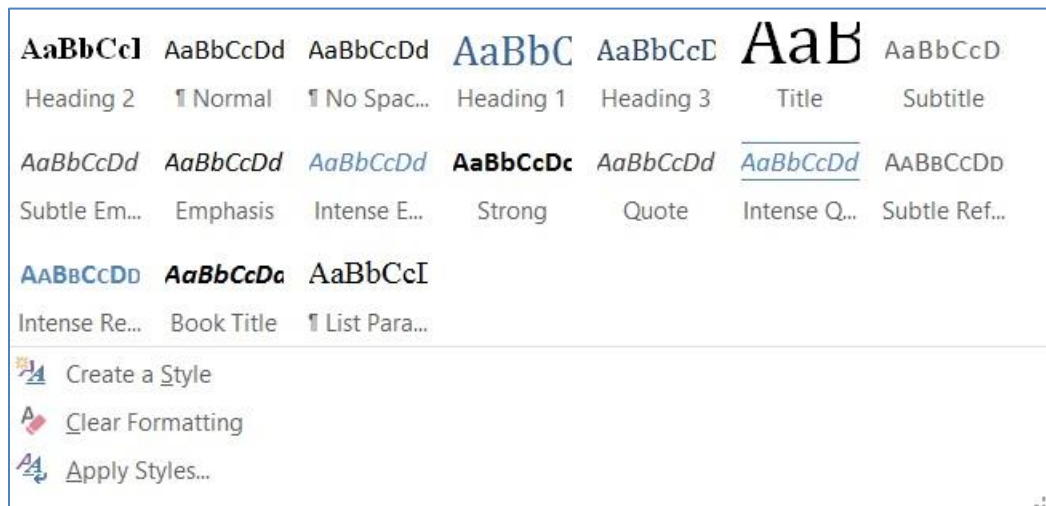 AaBbCcI AaBbCcDd AaBbCcDd AaBbC AaBbCcD AaB AaBbCcD
Heading 2 ¶ Normal ¶ No Spac... Heading 1 Heading 3 Title Subtitle
AaBbCcDd AaBbCcDd AaBbCcDd AaBbCcDc AaBbCcDd AaBbCcDd AABBCCDD
Subtle Em... Emphasis Intense E... Strong Quote Intense Q... Subtle Ref...
AABBCCDD AaBbCcDd AaBbCcI
Intense Re... Book Title ¶ List Para...
Create a Style
Clear Formatting
Apply Styles...